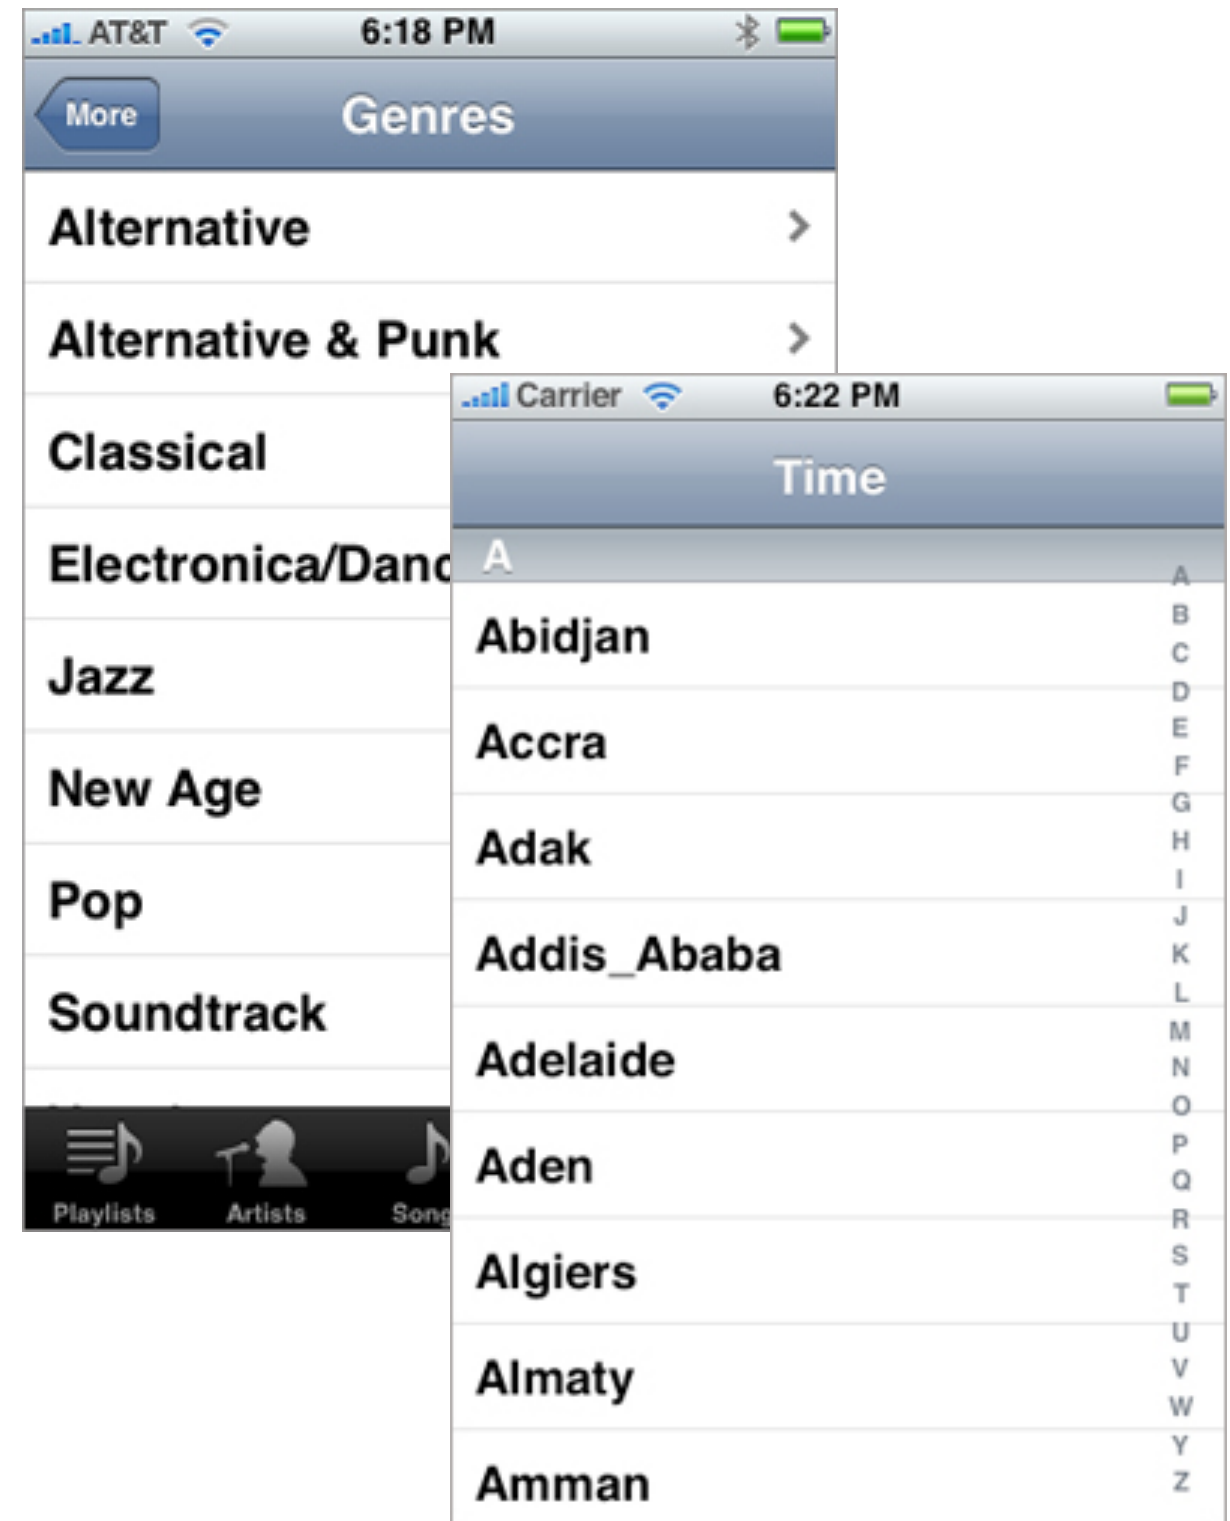 AT&T 6:18 PM
More Genres
Alternative
Alternative & Punk
Classical
Electronica/Danc
Jazz
New Age
Pop
Soundtrack
Playlists Artists Song
Carrier 6:22 PM
Time
A
Abidjan
Accra
Adak
Addis_Ababa
Adelaide
Aden
Algiers
Almaty
Amman
A
B
C
D
E
F
G
H
I
J
K
L
M
N
O
P
Q
R
S
T
U
V
W
Y
Z